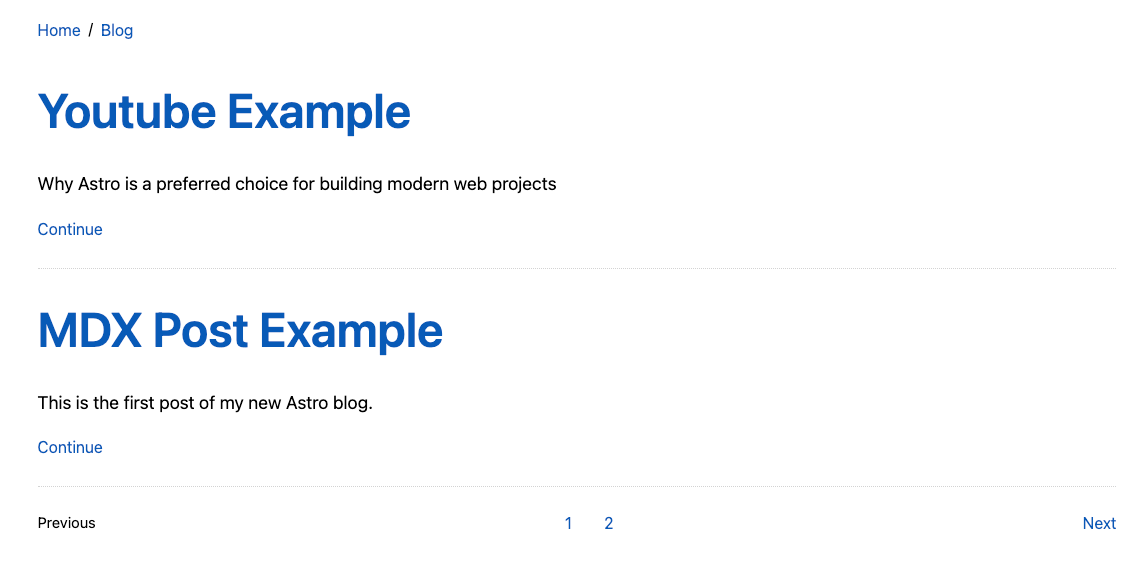 Home / Blog
Youtube Example
Why Astro is a preferred choice for building modern web projects
Continue
MDX Post Example
This is the first post of my new Astro blog.
Continue
Previous 1 2 Next